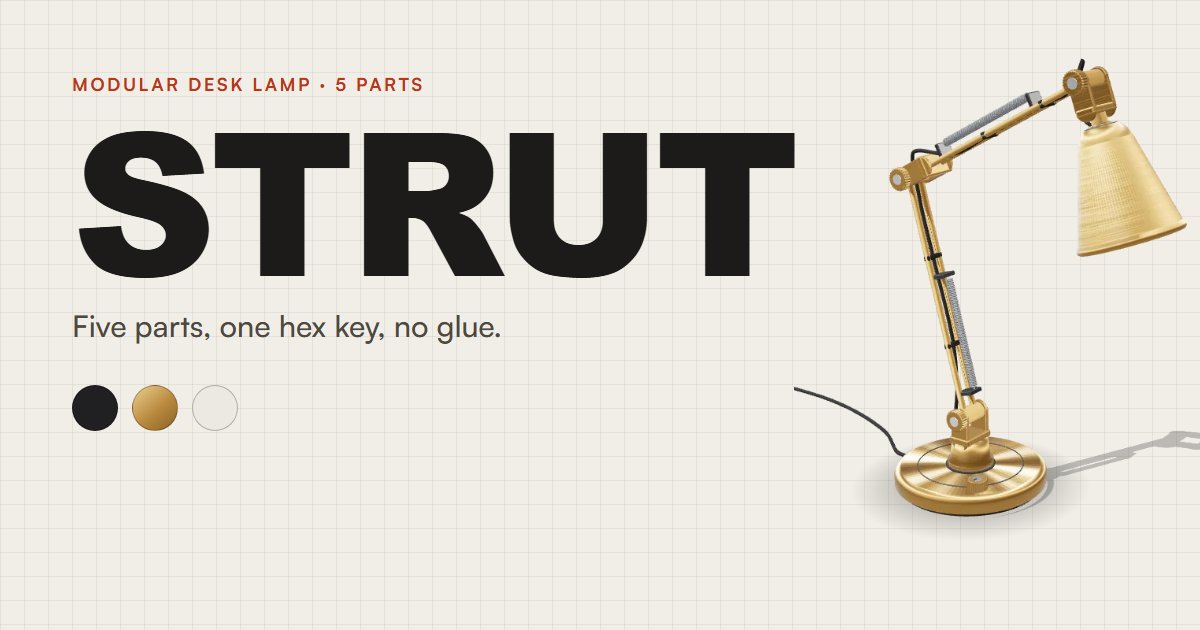 MODULAR DESK LAMP · 5 PARTS
STRUT
Five parts, one hex key, no glue.